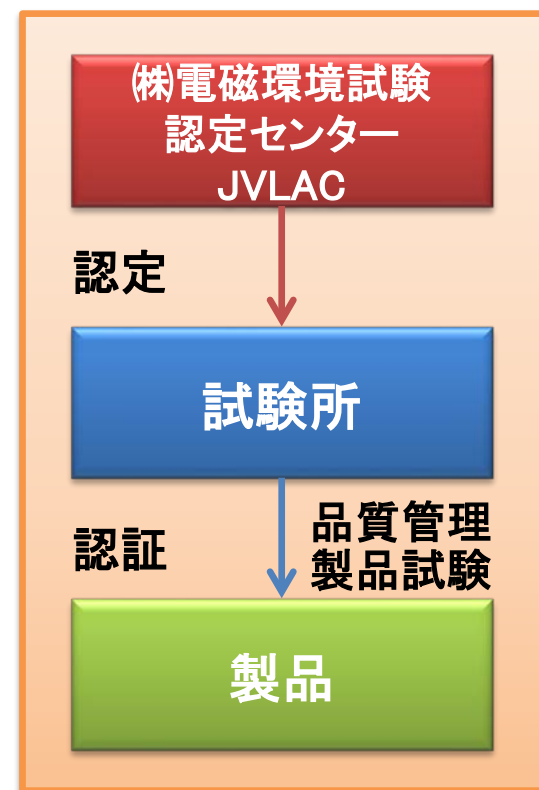 ㈱電磁環境試験
認定センター
JVLAC
認定
試験所
認証
品質管理
製品試験
製品